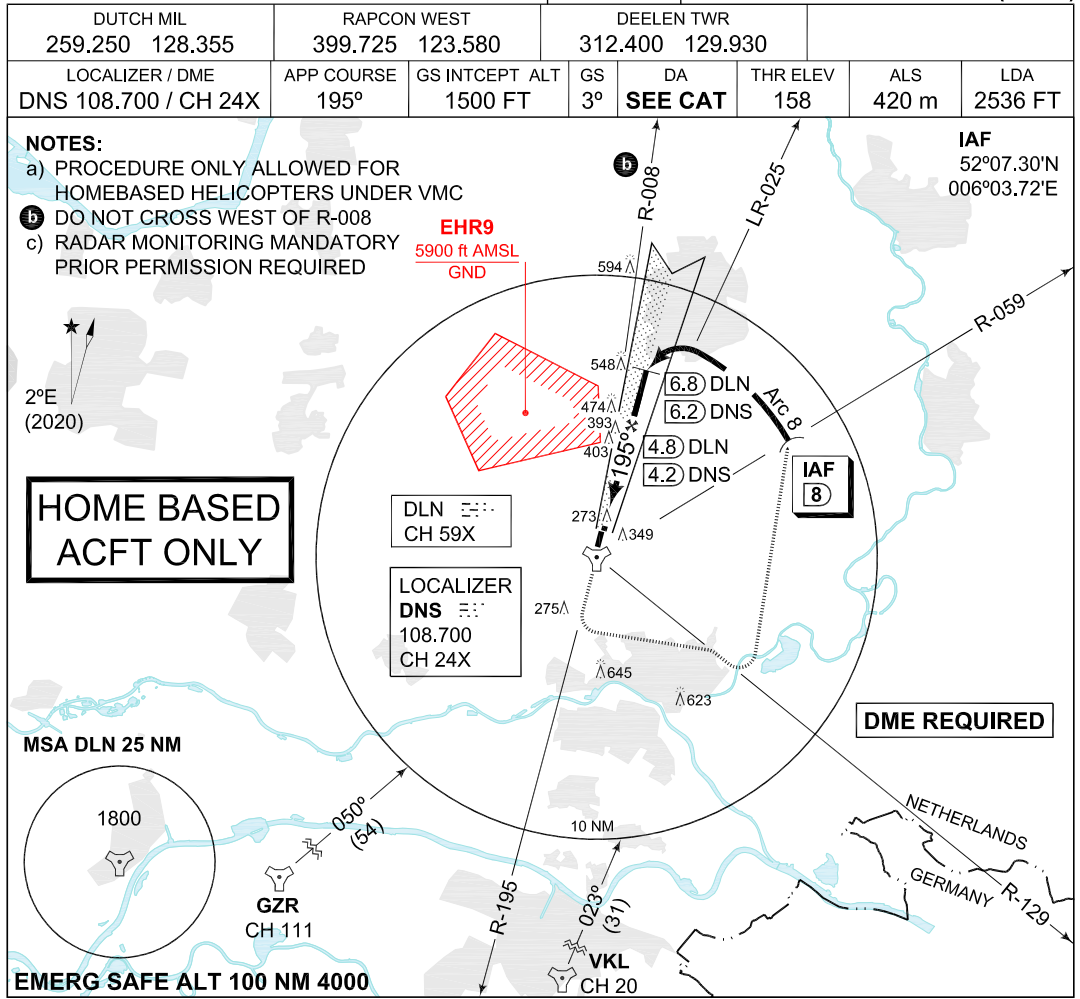 DUTCH MIL
259.250 128.355
RAPCON WEST
399.725 123.580
DEELEN TWR
312.400 129.930
LOCALIZER / DME
DNS 108.700 / CH 24X
APP COURSE
195º
GS INTCEPT ALT
1500 FT
GS
3º
DA
SEE CAT
THR ELEV
158
ALS
420 m
LDA
2536 FT
NOTES:
a) PROCEDURE ONLY ALLOWED FOR
HOMEBASED HELICOPTERS UNDER VMC
b DO NOT CROSS WEST OF R-008
c) RADAR MONITORING MANDATORY
PRIOR PERMISSION REQUIRED
IAF
52º07.30'N
006º03.72'E
b
R-008
LR-025
R-059
EHR9
5900 ft AMSL
GND
594
548
474
393
403
273
349
275
645
623
2ºE
(2020)
6.8 DLN
6.2 DNS
Arc 8
195º
4.8 DLN
4.2 DNS
IAF
8
HOME BASED
ACFT ONLY
DLN
CH 59X
LOCALIZER
DNS
108.700
CH 24X
DME REQUIRED
MSA DLN 25 NM
1800
050º
(54)
GZR
CH 111
10 NM
R-195
023º
(31)
VKL
CH 20
NETHERLANDS
GERMANY
R-129
EMERG SAFE ALT 100 NM 4000